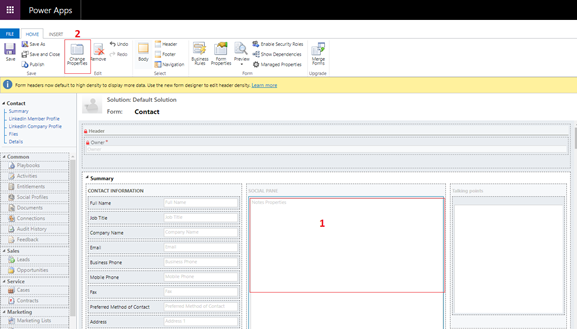 Power Apps
FILE HOME INSERT 2
Save
Save As
Save and Close
Publish
Save
Change Properties
Remove
Undo
Redo
Edit
Body
Header
Footer
Navigation
Select
Business Rules
Form Properties
Preview
Enable Security Roles
Show Dependencies
Managed Properties
Form
Merge Forms
Upgrade
Form headers now default to high density to display more data. Use the new form designer to edit header density. Learn more
Contact
Summary
LinkedIn Member Profile
LinkedIn Company Profile
Files
Details
Common
Playbooks
Activities
Entitlements
Social Profiles
Documents
Connections
Audit History
Feedback
Sales
Leads
Opportunities
Service
Cases
Contracts
Marketing
Marketing Lists
Solution: Default Solution
Form: Contact
Header
Owner *
Owner
Summary
CONTACT INFORMATION
Full Name Full Name
Job Title Job Title
Company Name Company Name
Email Email
Business Phone Business Phone
Mobile Phone Mobile Phone
Fax Fax
Preferred Method of Contact Preferred Method of Contact
Address Address 1
SOCIAL PANE
1
Talking points